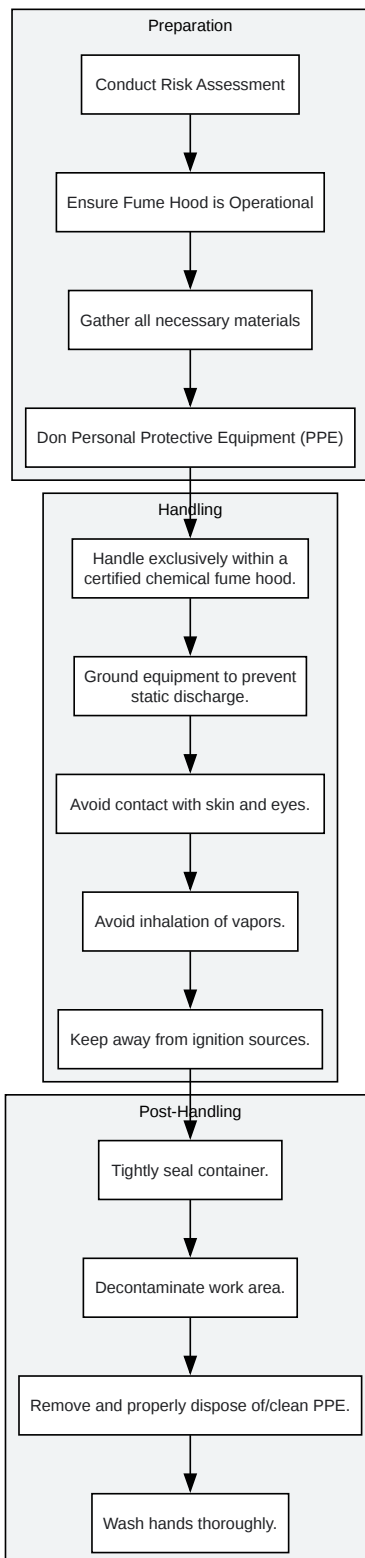 Preparation
Conduct Risk Assessment
Ensure Fume Hood is Operational
Gather all necessary materials
Don Personal Protective Equipment (PPE)
Handling
Handle exclusively within a
certified chemical fume hood.
Ground equipment to prevent
static discharge.
Avoid contact with skin and eyes.
Avoid inhalation of vapors.
Keep away from ignition sources.
Post-Handling
Tightly seal container.
Decontaminate work area.
Remove and properly dispose of/clean PPE.
Wash hands thoroughly.